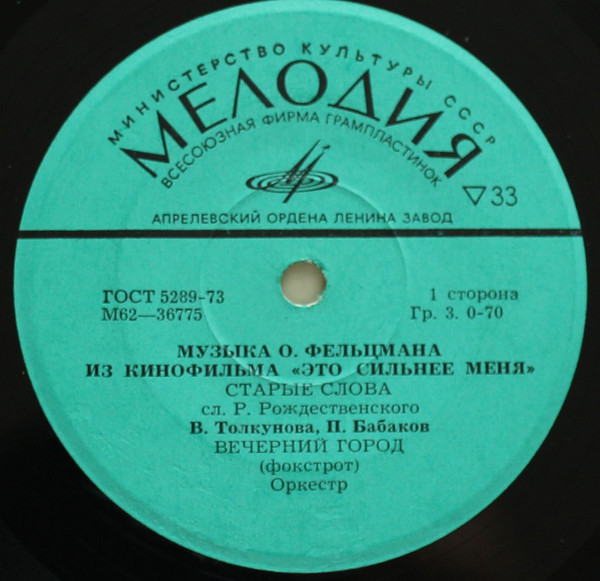 МИНИСТЕРСТВО КУЛЬТУРЫ СССР
МЕЛОДИЯ
ВСЕСОЮЗНАЯ ФИРМА ГРАМПЛАСТИНОК
▽33
АПРЕЛЕВСКИЙ ОРДЕНА ЛЕНИНА ЗАВОД
ГОСТ 5289-73
1 сторона
М62—36775
Гр. 3. 0-70
МУЗЫКА О. ФЕЛЬЦМАНА
ИЗ КИНОФИЛЬМА «ЭТО СИЛЬНЕЕ МЕНЯ»
СТАРЫЕ СЛОВА
сл. Р. Рождественского
В. Толкунова, П. Бабаков
ВЕЧЕРНИЙ ГОРОД
(фокстрот)
Оркестр